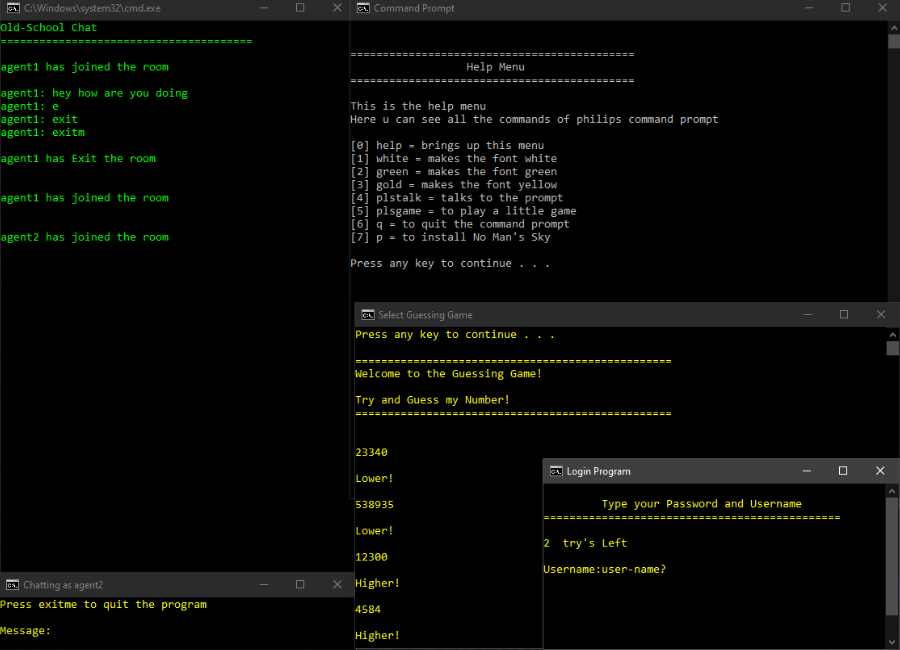 C:\Windows\system32\cmd.exe
Old-School Chat
=======================================
agent1 has joined the room
agent1: hey how are you doing
agent1: e
agent1: exit
agent1: exitm
agent1 has Exit the room
agent1 has joined the room
agent2 has joined the room
Command Prompt
============================================
Help Menu
============================================
This is the help menu
Here u can see all the commands of philips command prompt
[0] help = brings up this menu
[1] white = makes the font white
[2] green = makes the font green
[3] gold = makes the font yellow
[4] plstalk = talks to the prompt
[5] plsgame = to play a little game
[6] q = to quit the command prompt
[7] p = to install No Man's Sky
Press any key to continue . . .
Select Guessing Game
Press any key to continue . . .
=================================================
Welcome to the Guessing Game!
Try and Guess my Number!
=================================================
23340
Lower!
538935
Lower!
12300
Higher!
4584
Higher!
Login Program
Type your Password and Username
==============================================
2  try's Left
Username:user-name?
Chatting as agent2
Press exitme to quit the program
Message: